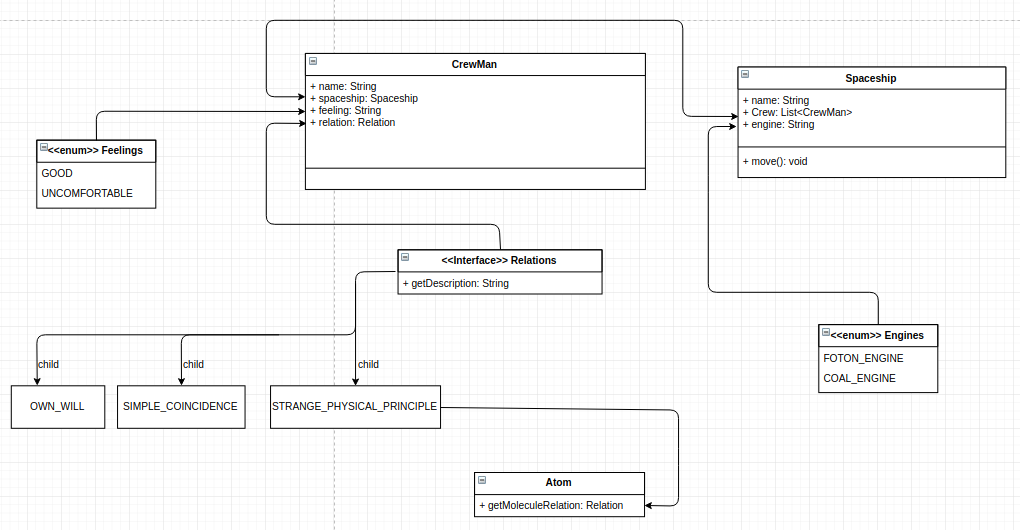 CrewMan
+ name: String
+ spaceship: Spaceship
+ feeling: String
+ relation: Relation
Spaceship
+ name: String
+ Crew: List<CrewMan>
+ engine: String
+ move(): void
<<enum>> Feelings
GOOD
UNCOMFORTABLE
<<Interface>> Relations
+ getDescription: String
<<enum>> Engines
FOTON_ENGINE
COAL_ENGINE
child
child
child
OWN_WILL
SIMPLE_COINCIDENCE
STRANGE_PHYSICAL_PRINCIPLE
Atom
+ getMoleculeRelation: Relation